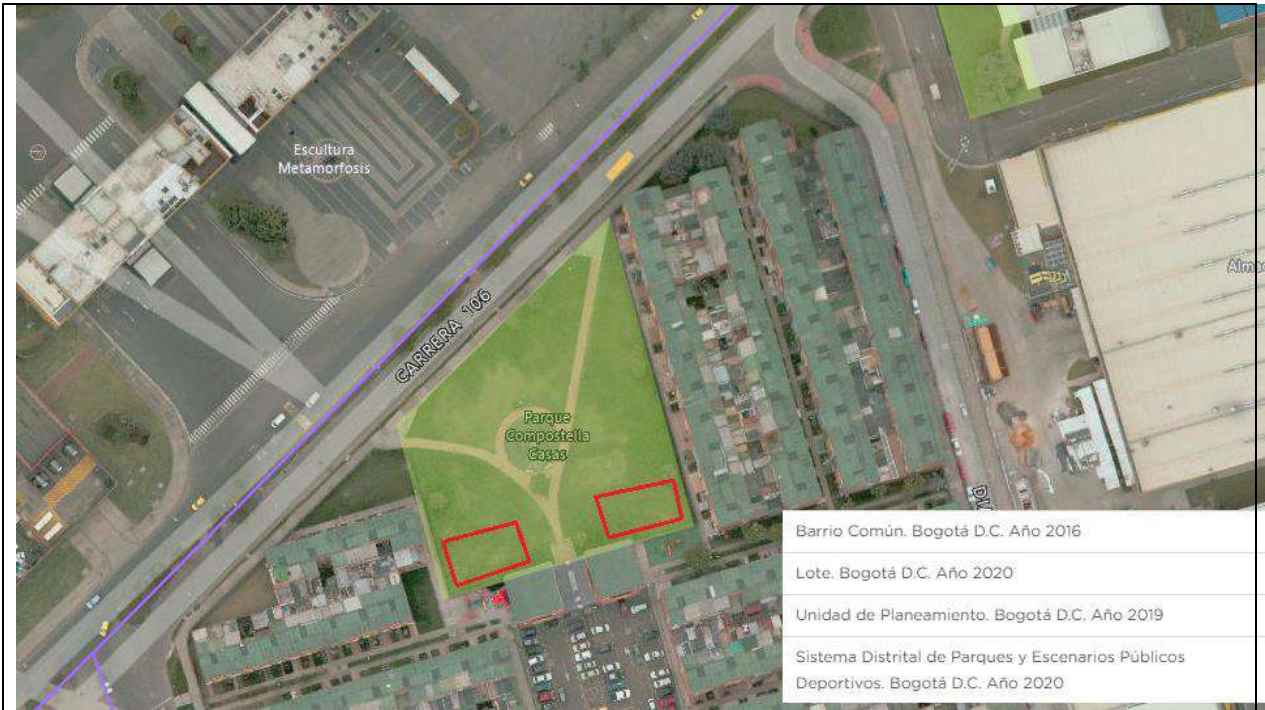 Escultura
Metamorfosis
CARRERA 106
Parque
Compostella
Casas
Alma
Barrio Común. Bogotá D.C. Año 2016
Lote. Bogotá D.C. Año 2020
Unidad de Planeamiento. Bogotá D.C. Año 2019
Sistema Distrital de Parques y Escenarios Públicos
Deportivos. Bogotá D.C. Año 2020